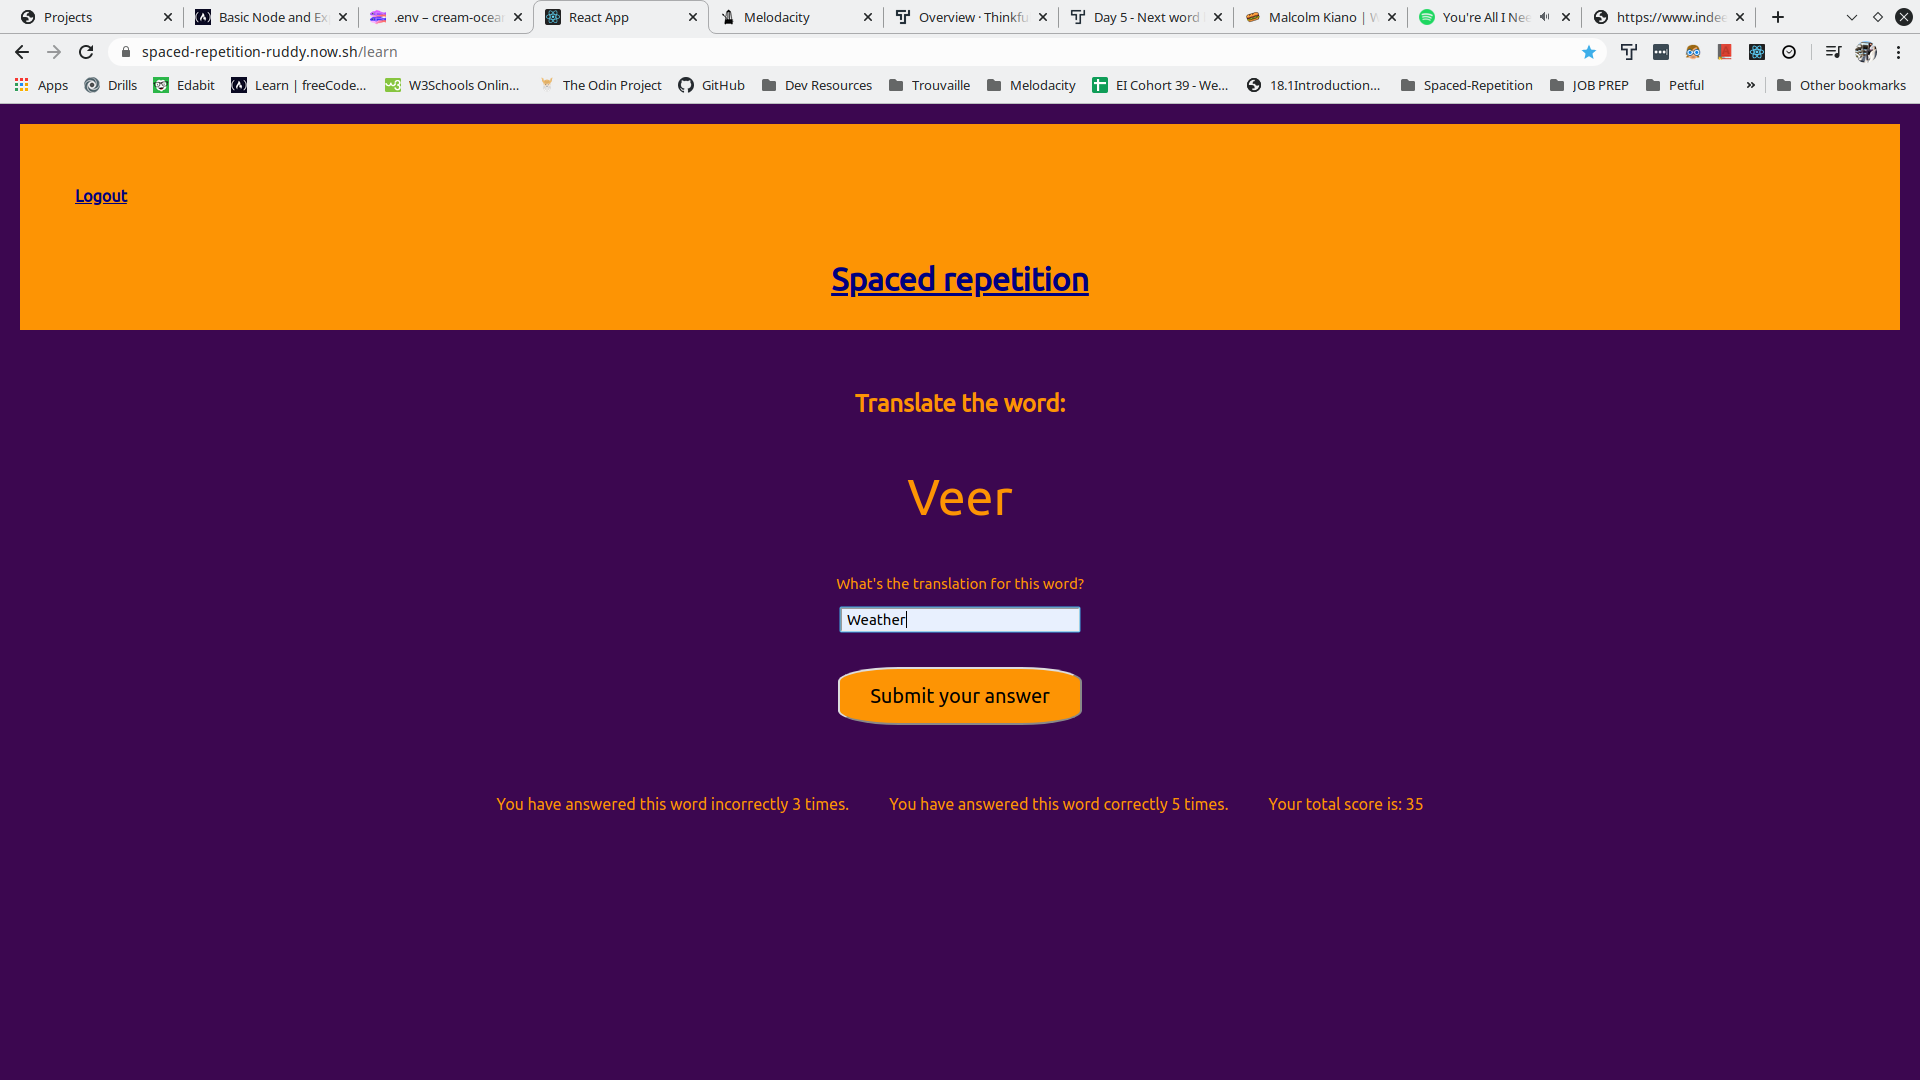 Projects
Basic Node and Ex
.env – cream-ocea
React App
Melodacity
Overview · Thinkfu
Day 5 - Next word
Malcolm Kiano | W
You're All I Nee
https://www.indee
spaced-repetition-ruddy.now.sh/learn
Apps
Drills
Edabit
Learn | freeCode...
W3Schools Onlin...
The Odin Project
GitHub
Dev Resources
Trouvaille
Melodacity
EI Cohort 39 - We...
18.1Introduction...
Spaced-Repetition
JOB PREP
Petful
»
Other bookmarks
Logout
Spaced repetition
Translate the word:
Veer
What's the translation for this word?
Weather
Submit your answer
You have answered this word incorrectly 3 times.
You have answered this word correctly 5 times.
Your total score is: 35